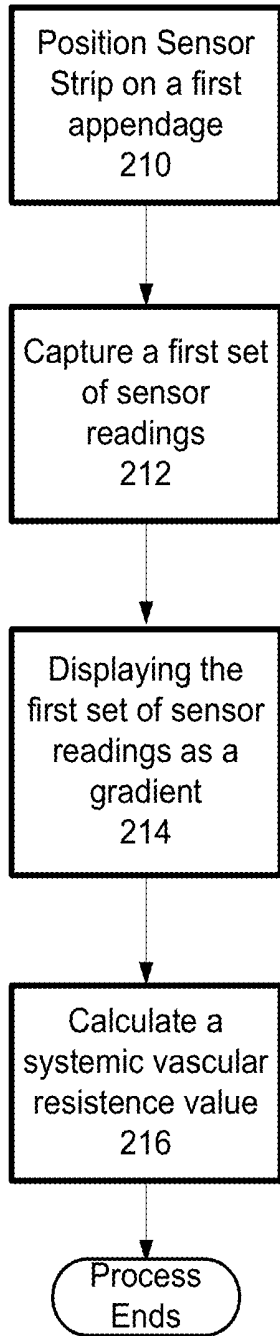 Position Sensor
Strip on a first
appendage
210
Capture a first set
of sensor
readings
212
Displaying the
first set of sensor
readings as a
gradient
214
Calculate a
systemic vascular
resistence value
216
Process
Ends